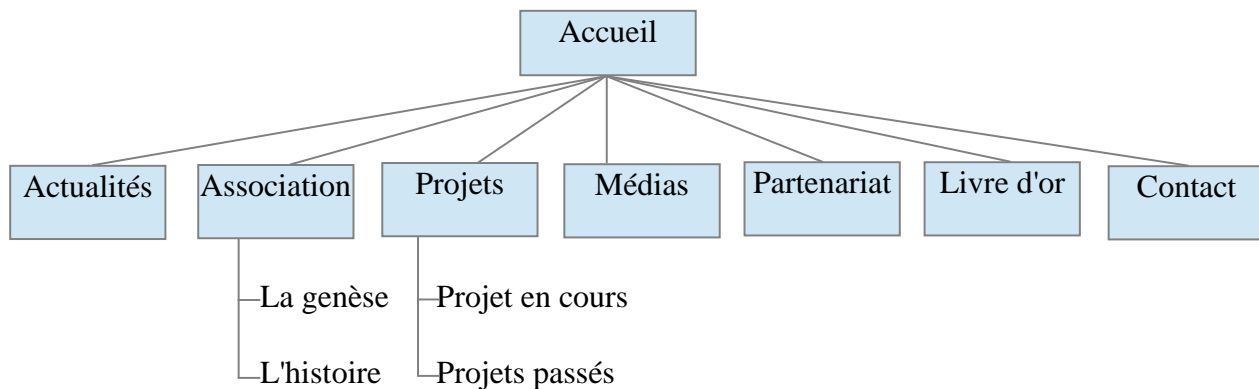 Accueil
Actualités
Association
Projets
Médias
Partenariat
Livre d'or
Contact
La genèse
L'histoire
Projet en cours
Projets passés